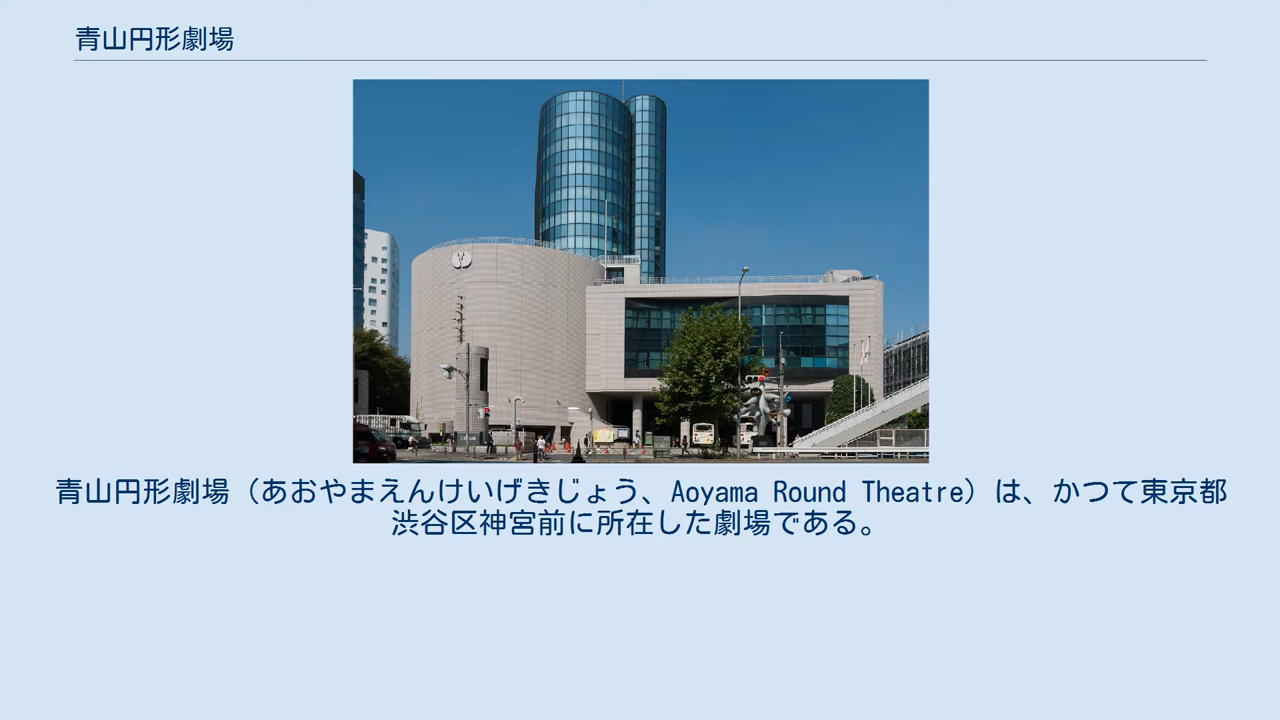 青山円形劇場
青山円形劇場（あおやまえんけいげきじょう、Aoyama Round Theatre）は、かつて東京都
渋谷区神宮前に所在した劇場である。